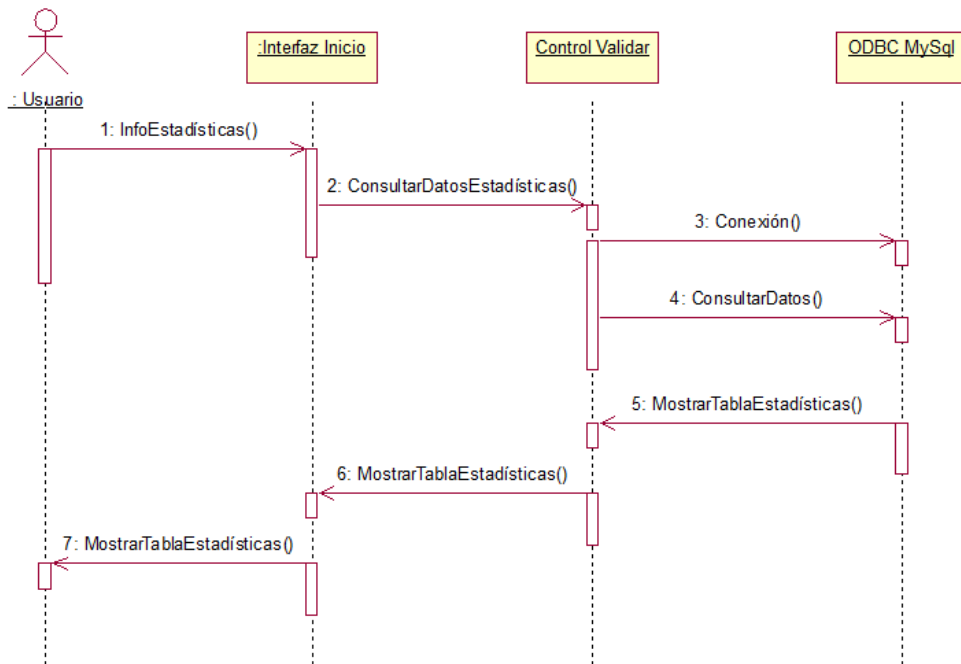 :Interfaz Inicio
Control Validar
ODBC MySql
: Usuario
1: InfoEstadísticas()
2: ConsultarDatosEstadísticas()
3: Conexión()
4: ConsultarDatos()
5: MostrarTablaEstadísticas()
6: MostrarTablaEstadísticas()
7: MostrarTablaEstadísticas()